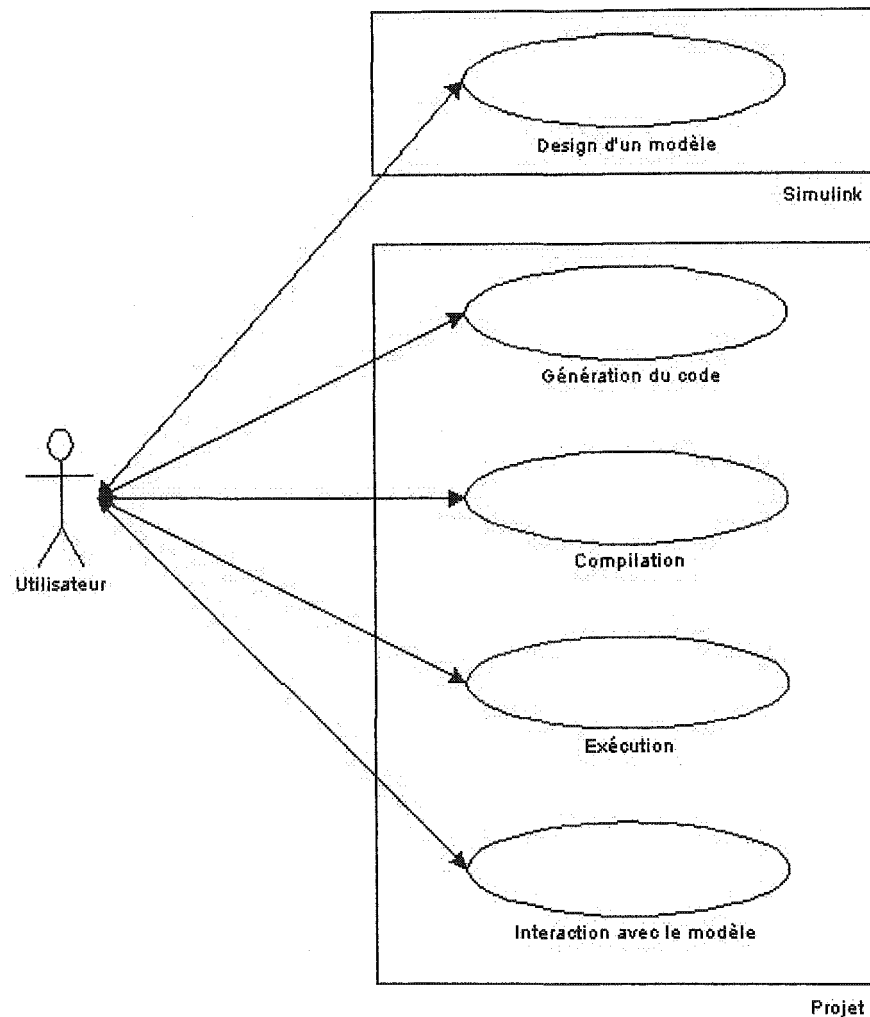 Design d'un modèle
Simulink
Génération du code
Compilation
Utilisateur
Exécution
Interaction avec le modèle
Projet